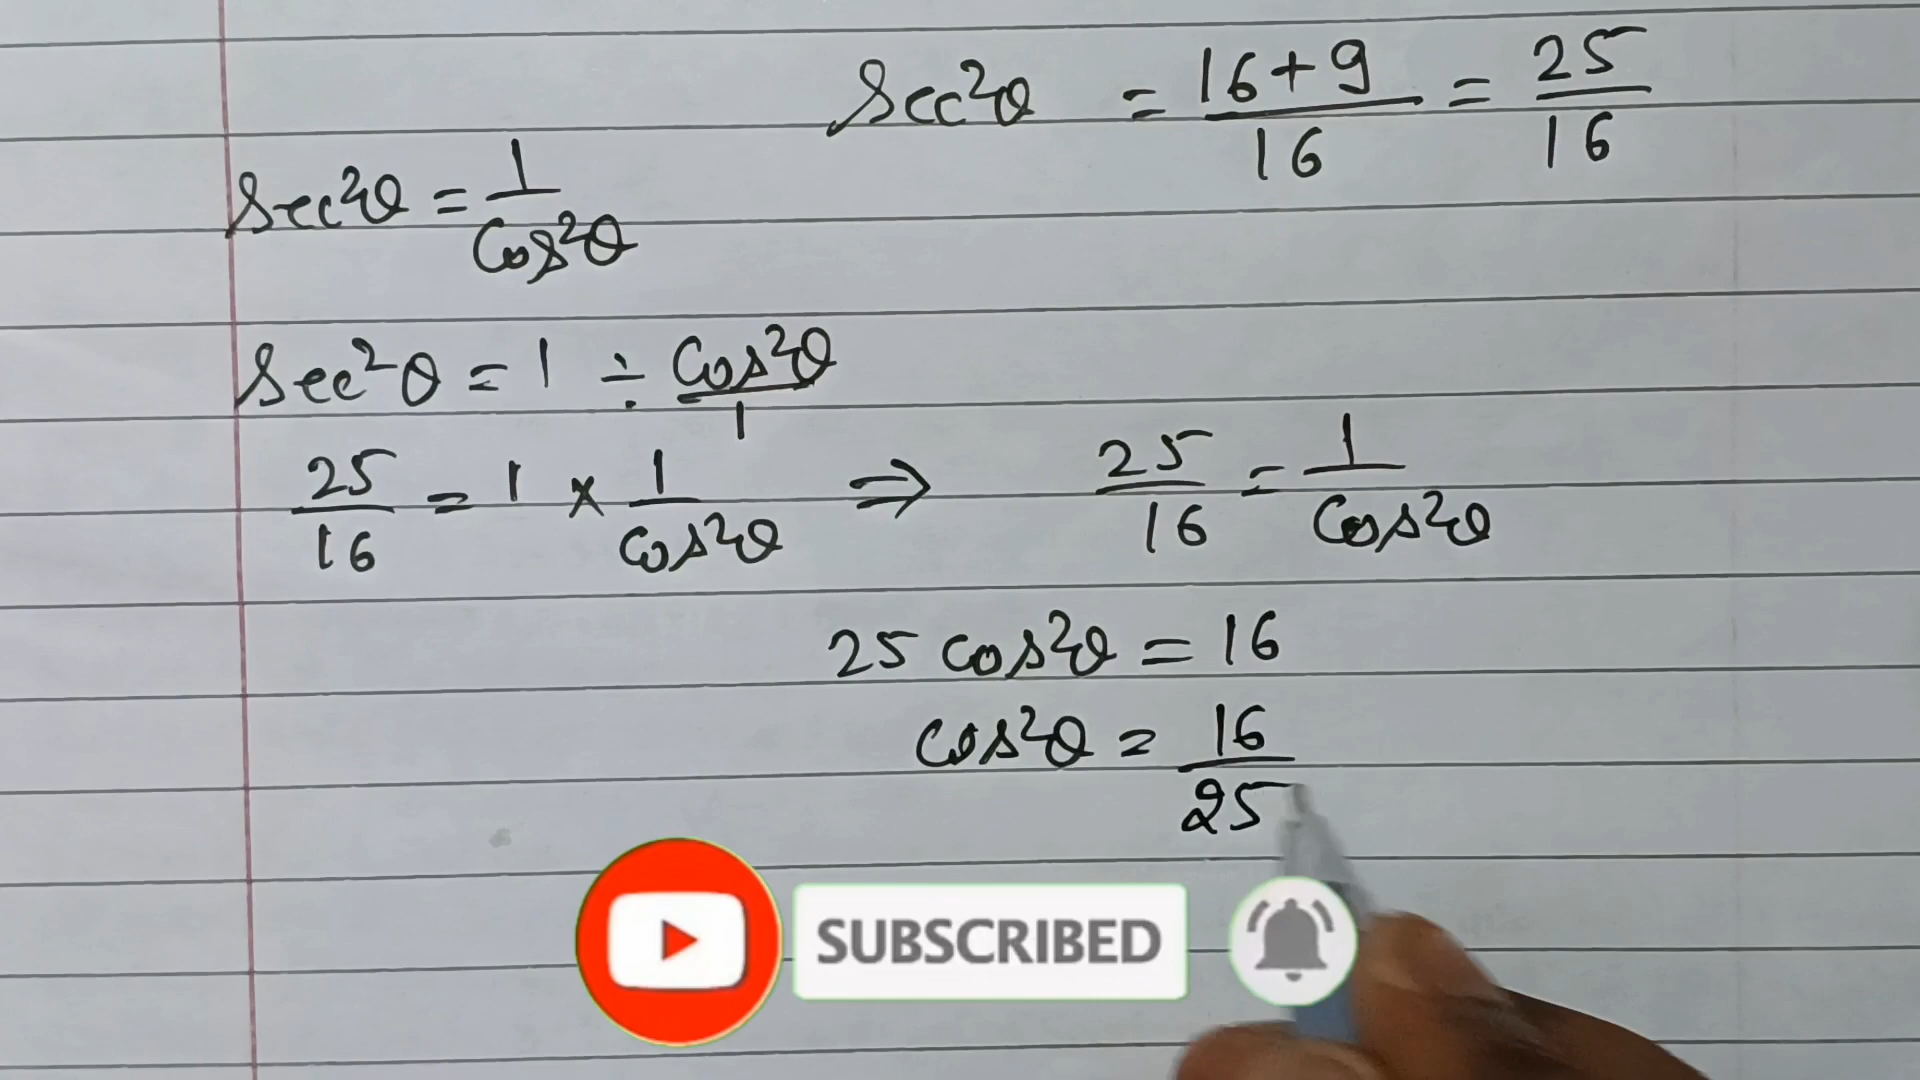 Sec²θ = 16+9/16 = 25/16
Sec²θ = 1/Cos²θ
Sec²θ = 1 ÷ Cos²θ/1
25/16 = 1 × 1/Cos²θ ⇒ 25/16 = 1/Cos²θ
25 cos²θ = 16
cos²θ = 16/25
SUBSCRIBED